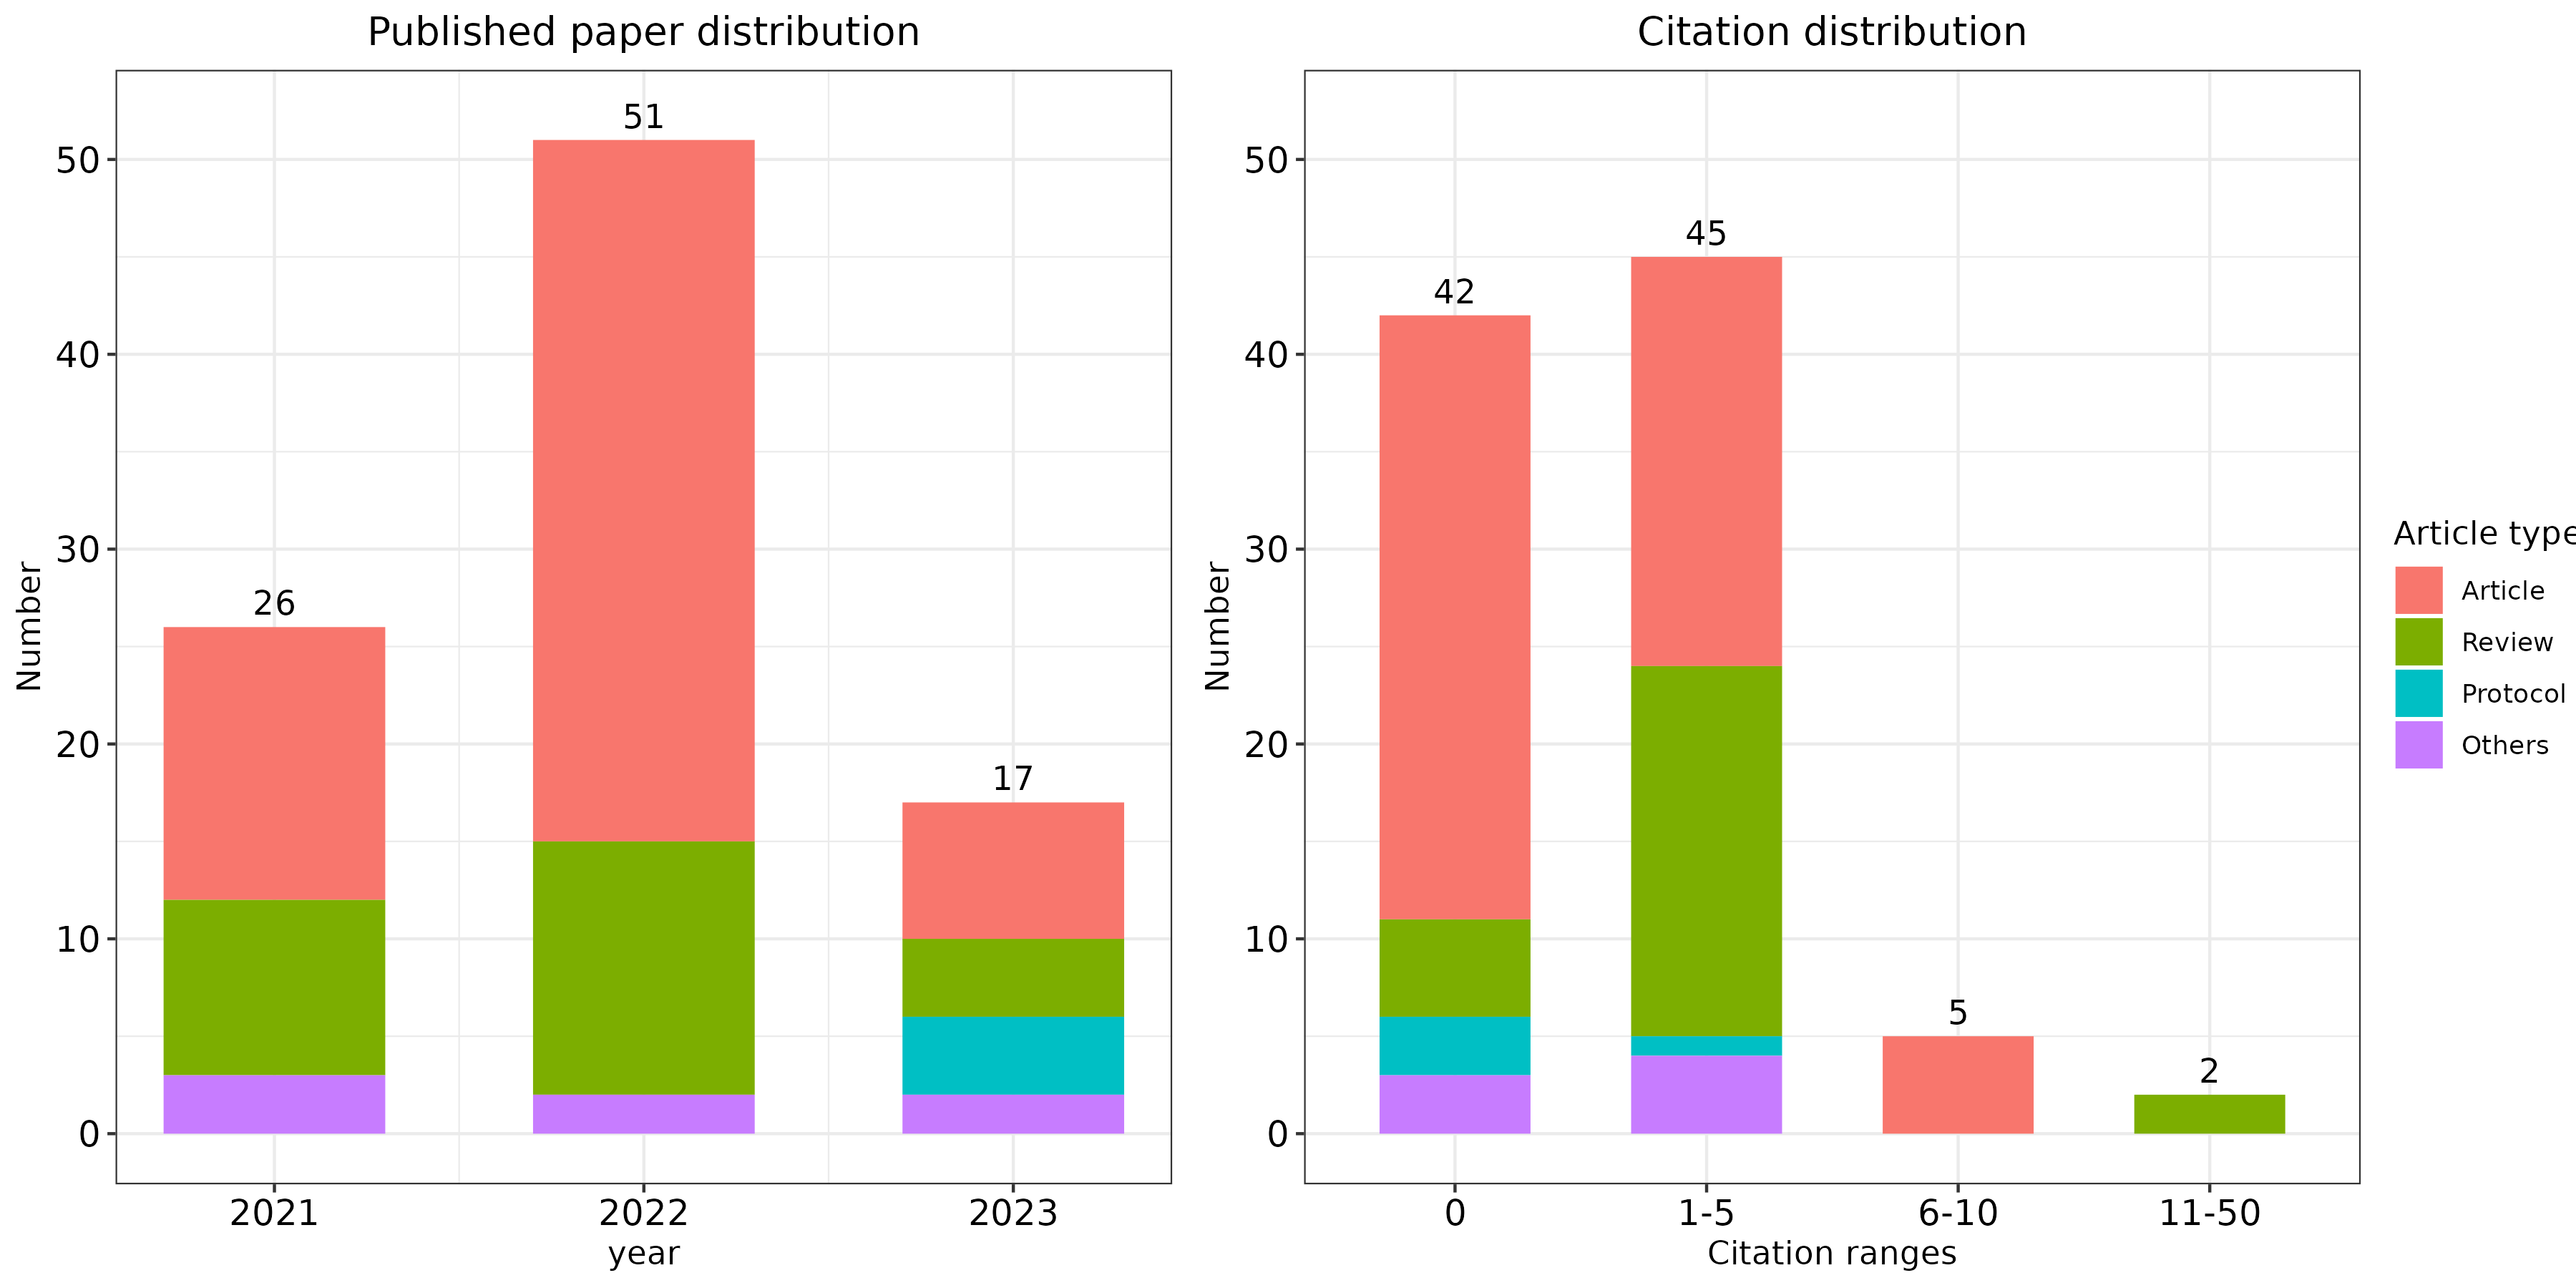 Published paper distribution
51
50
40
30
26
20
17
10
0
Number
2021 2022 2023
year
Citation distribution
50
45
42
40
30
20
10
5
2
0
Number
0 1-5 6-10 11-50
Citation ranges
Article type
Article
Review
Protocol
Others